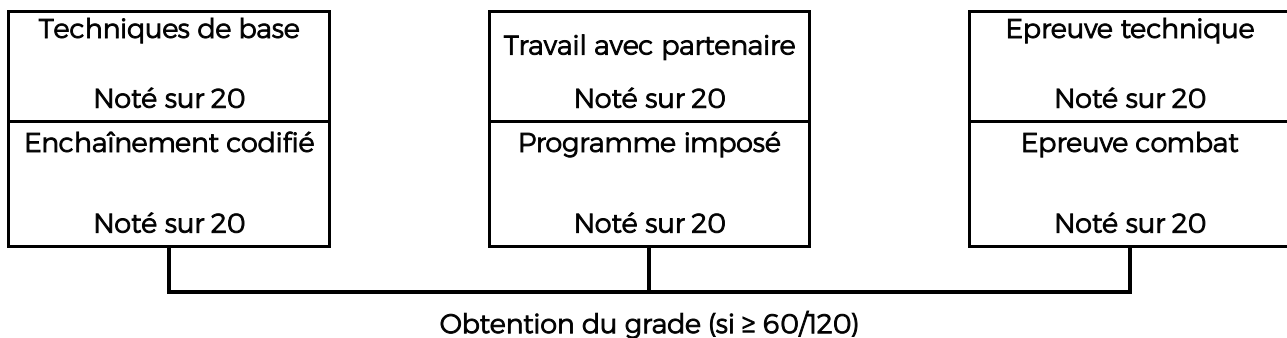 Techniques de base
Noté sur 20
Enchaînement codifié
Noté sur 20
Travail avec partenaire
Noté sur 20
Programme imposé
Noté sur 20
Epreuve technique
Noté sur 20
Epreuve combat
Noté sur 20
Obtention du grade (si ≥ 60/120)